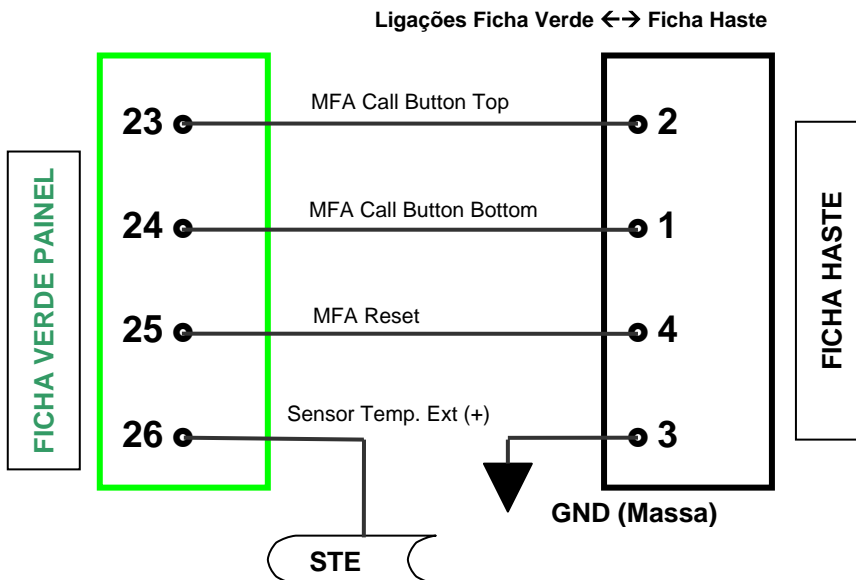 Ligações Ficha Verde ←→ Ficha Haste
MFA Call Button Top
23
2
MFA Call Button Bottom
24
1
MFA Reset
25
4
Sensor Temp. Ext (+)
26
3
GND (Massa)
STE
FICHA VERDE PAINEL
FICHA HASTE